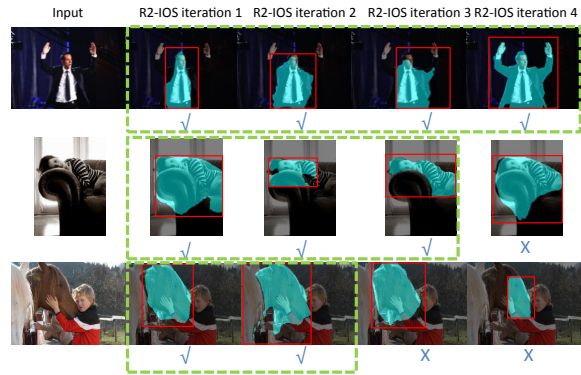 Input R2-IOS iteration 1 R2-IOS iteration 2 R2-IOS iteration 3 R2-IOS iteration 4
√ √ √ √
√ √ √ X
√ √ X X